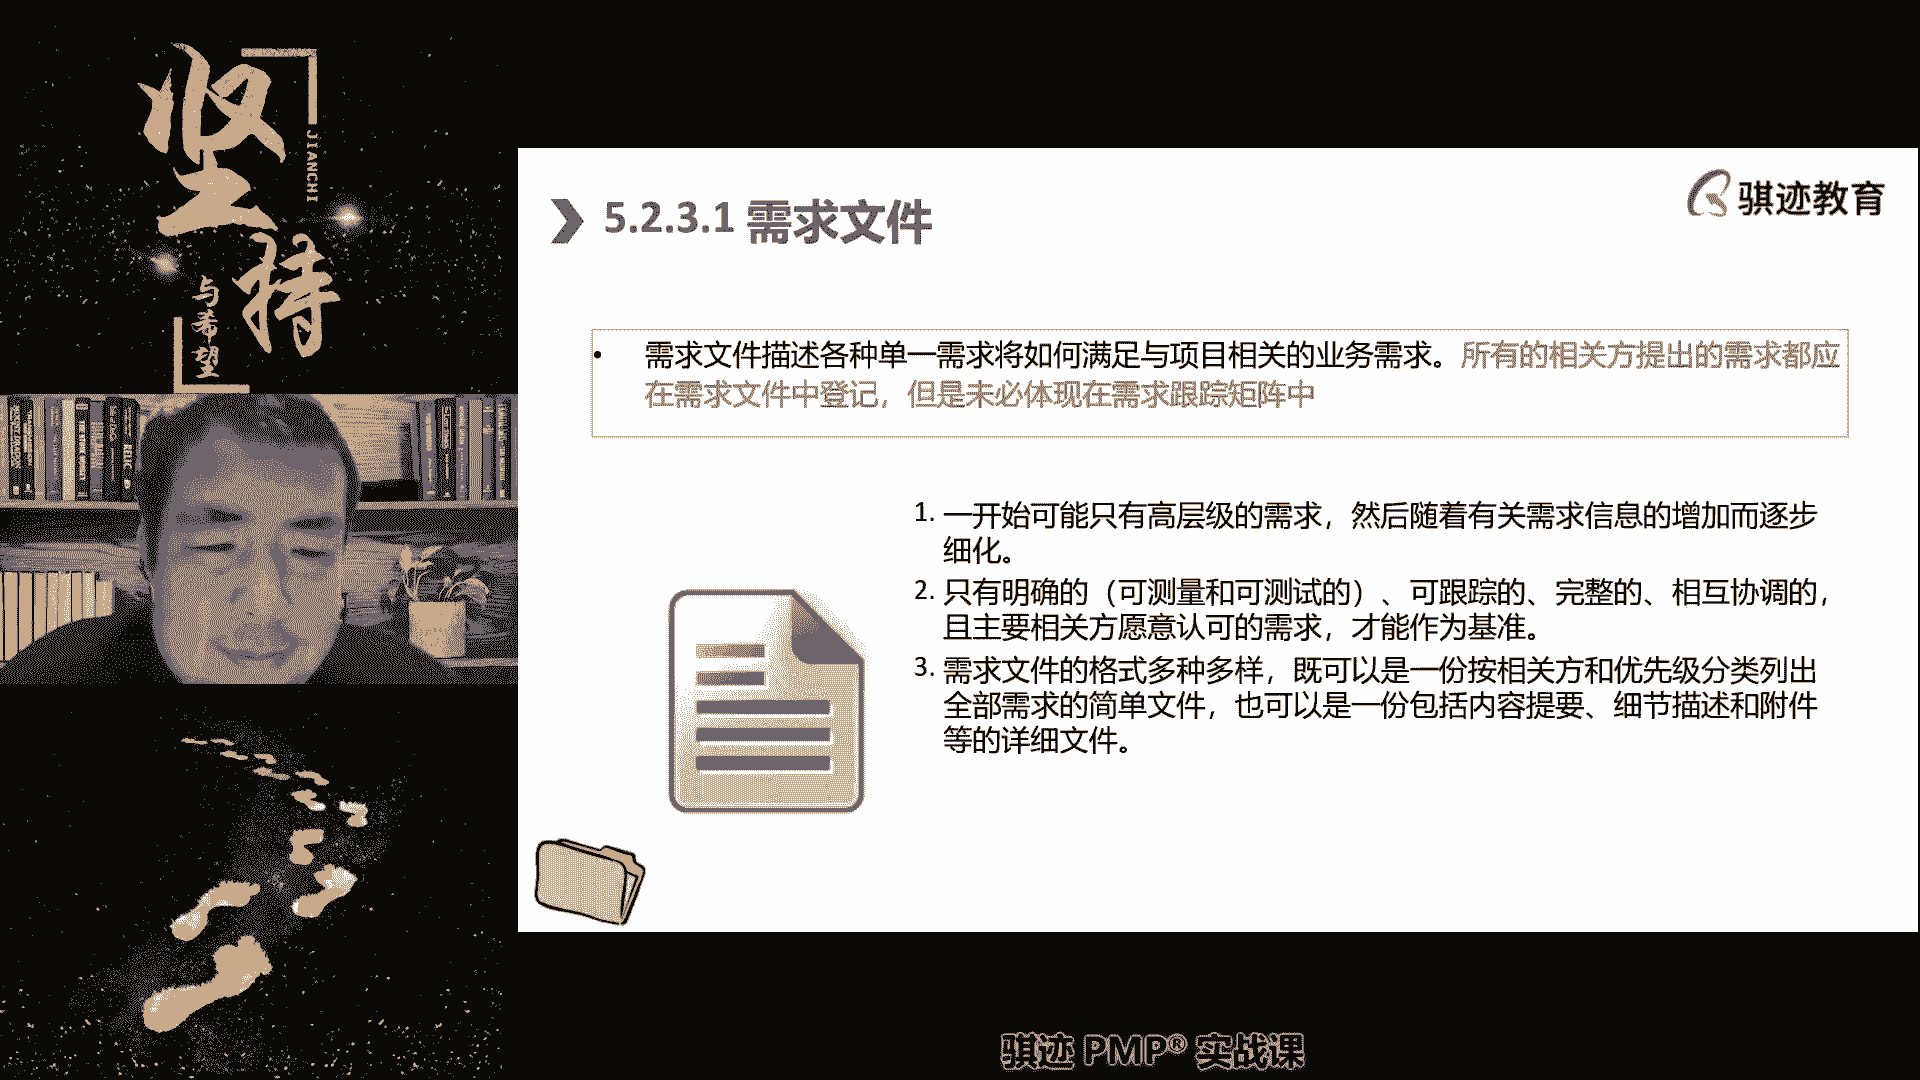 坚持
JIANCHI
与希望
骐迹教育
5.2.3.1 需求文件
• 需求文件描述各种单一需求将如何满足与项目相关的业务需求。所有的相关方提出的需求都应
在需求文件中登记，但是未必体现在需求跟踪矩阵中
1. 一开始可能只有高层级的需求，然后随着有关需求信息的增加而逐步
细化。
2. 只有明确的（可测量和可测试的）、可跟踪的、完整的、相互协调的，
且主要相关方愿意认可的需求，才能作为基准。
3. 需求文件的格式多种多样，既可以是一份按相关方和优先级分类列出
全部需求的简单文件，也可以是一份包括内容提要、细节描述和附件
等的详细文件。
骐迹 PMP® 实战课